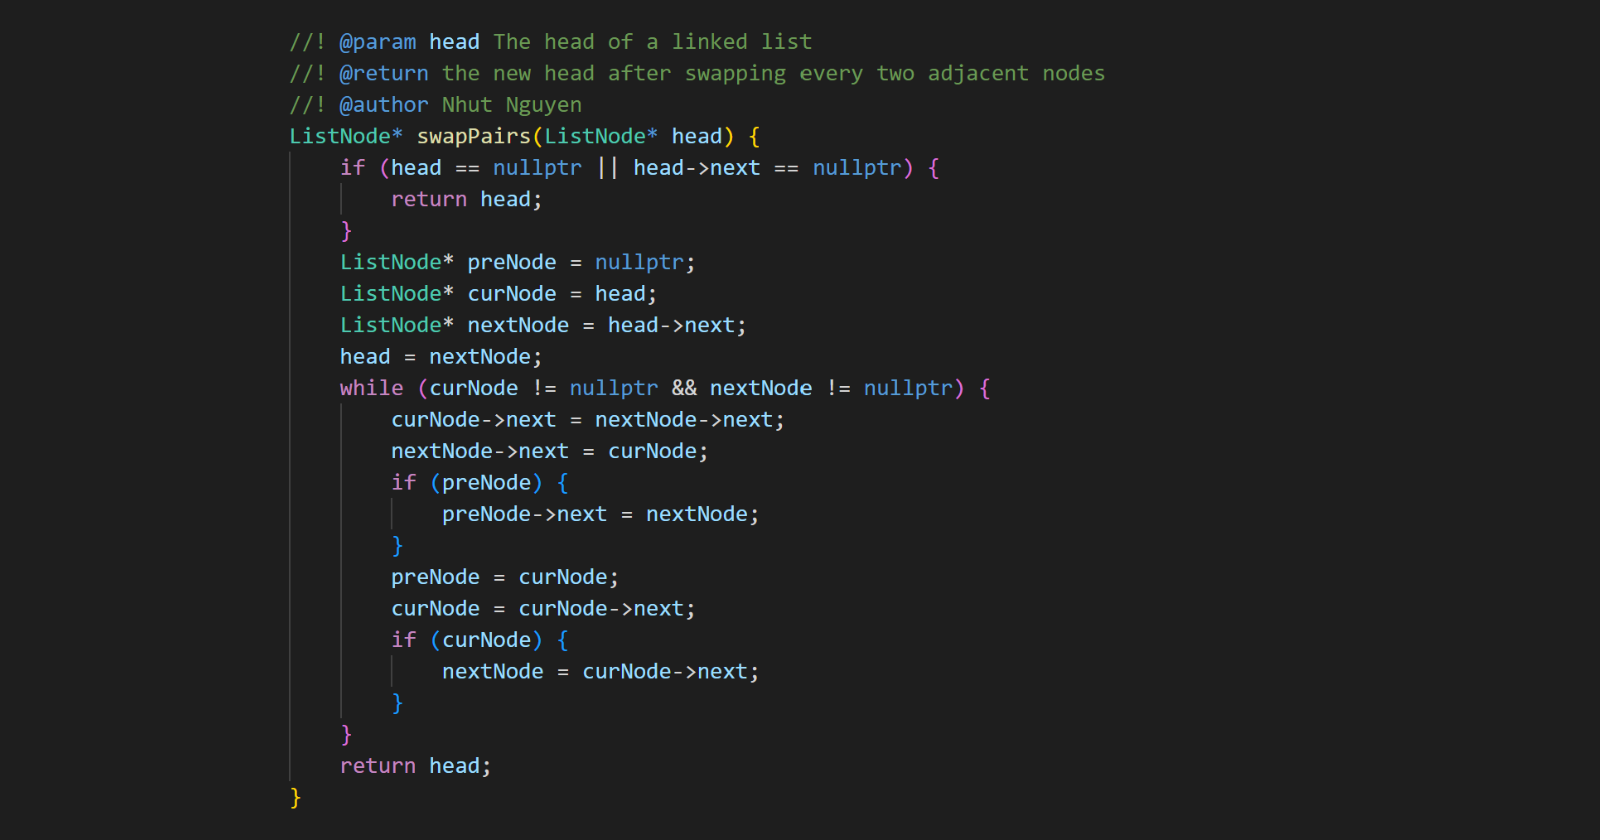 //! @param head The head of a linked list
//! @return the new head after swapping every two adjacent nodes
//! @author Nhut Nguyen
ListNode* swapPairs(ListNode* head) {
    if (head == nullptr || head->next == nullptr) {
        return head;
    }
    ListNode* preNode = nullptr;
    ListNode* curNode = head;
    ListNode* nextNode = head->next;
    head = nextNode;
    while (curNode != nullptr && nextNode != nullptr) {
        curNode->next = nextNode->next;
        nextNode->next = curNode;
        if (preNode) {
            preNode->next = nextNode;
        }
        preNode = curNode;
        curNode = curNode->next;
        if (curNode) {
            nextNode = curNode->next;
        }
    }
    return head;
}